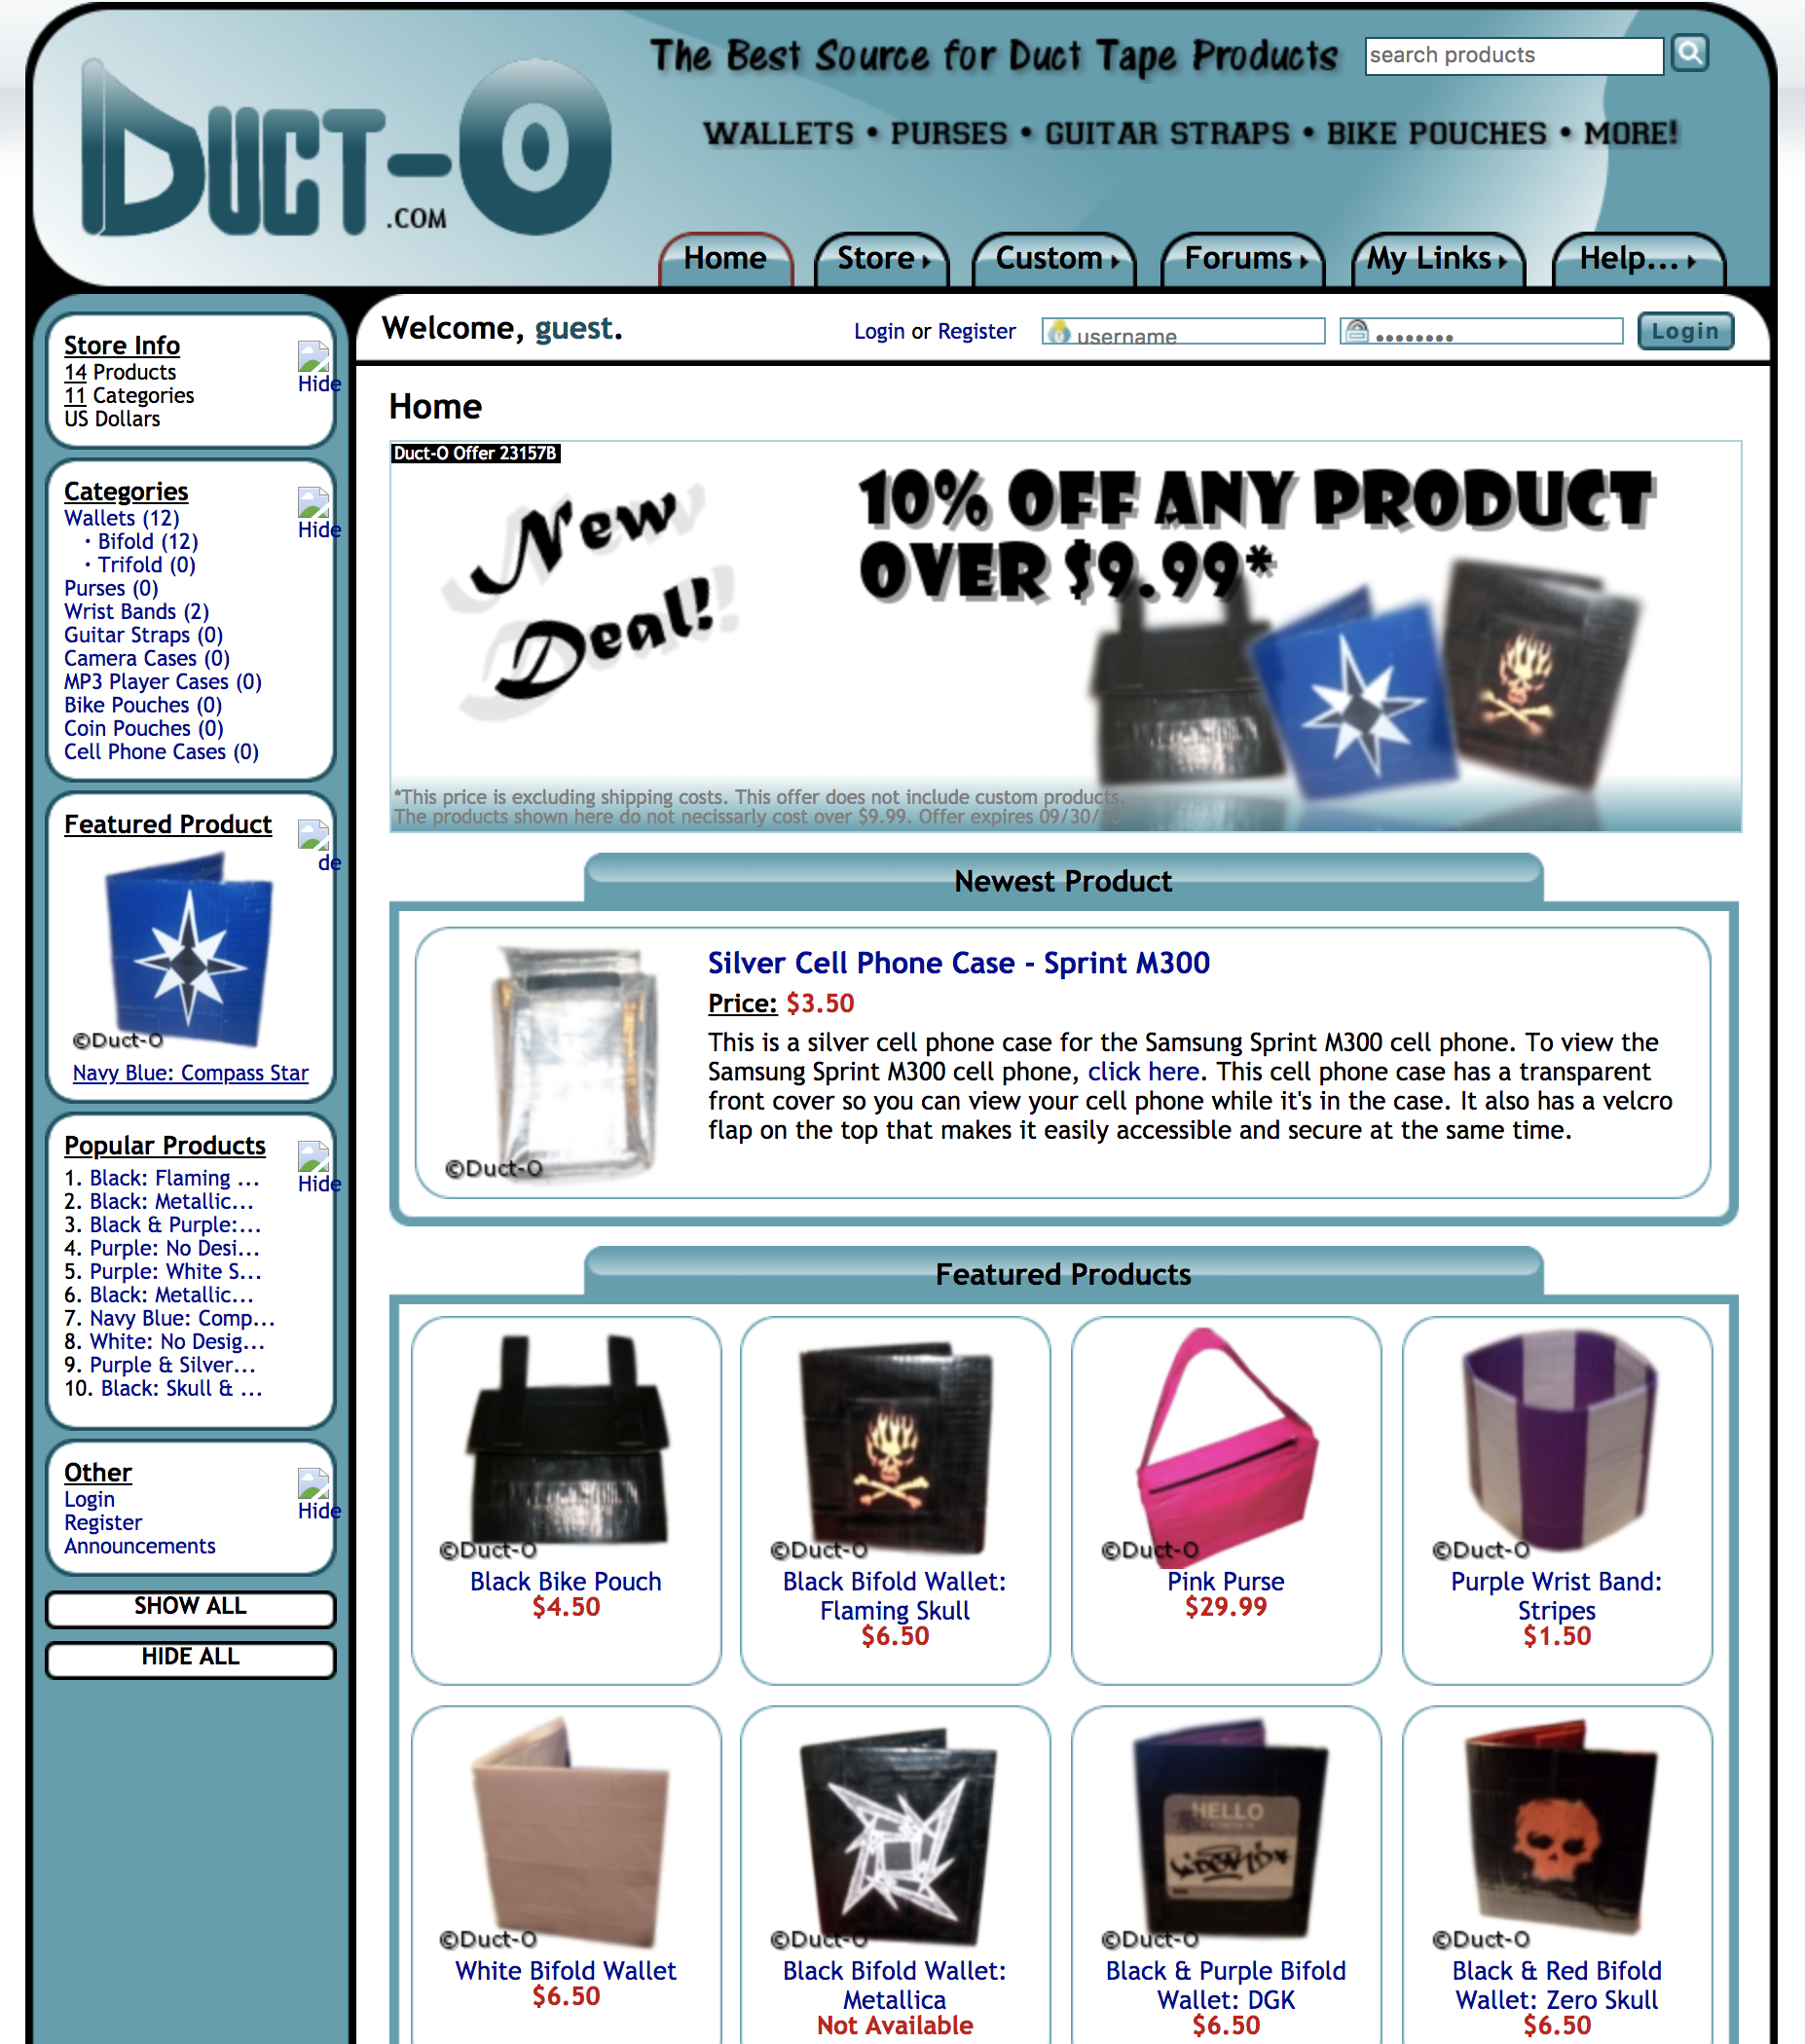 The Best Source for Duct Tape Products
search products
DUCT-O
.COM
WALLETS • PURSES • GUITAR STRAPS • BIKE POUCHES • MORE!
Home
Store
Custom
Forums
My Links
Help...
Store Info
14 Products
11 Categories
US Dollars
Hide
Categories
Wallets (12)
• Bifold (12)
• Trifold (0)
Purses (0)
Wrist Bands (2)
Guitar Straps (0)
Camera Cases (0)
MP3 Player Cases (0)
Bike Pouches (0)
Coin Pouches (0)
Cell Phone Cases (0)
Hide
Featured Product
de
©Duct-O
Navy Blue: Compass Star
Popular Products
Hide
1. Black: Flaming ...
2. Black: Metallic...
3. Black & Purple:...
4. Purple: No Desi...
5. Purple: White S...
6. Black: Metallic...
7. Navy Blue: Comp...
8. White: No Desig...
9. Purple & Silver...
10. Black: Skull & ...
Other
Hide
Login
Register
Announcements
SHOW ALL
HIDE ALL
Welcome, guest.
Login or Register
username
Login
Home
Duct-O Offer 23157B
New
Deal!
10% OFF ANY PRODUCT
OVER $9.99*
*This price is excluding shipping costs. This offer does not include custom products.
The products shown here do not necissarly cost over $9.99. Offer expires 09/30/
Newest Product
©Duct-O
Silver Cell Phone Case - Sprint M300
Price: $3.50
This is a silver cell phone case for the Samsung Sprint M300 cell phone. To view the
Samsung Sprint M300 cell phone, click here. This cell phone case has a transparent
front cover so you can view your cell phone while it's in the case. It also has a velcro
flap on the top that makes it easily accessible and secure at the same time.
Featured Products
©Duct-O
Black Bike Pouch
$4.50
©Duct-O
Black Bifold Wallet:
Flaming Skull
$6.50
©Duct-O
Pink Purse
$29.99
©Duct-O
Purple Wrist Band:
Stripes
$1.50
©Duct-O
White Bifold Wallet
$6.50
©Duct-O
Black Bifold Wallet:
Metallica
Not Available
HELLO
©Duct-O
Black & Purple Bifold
Wallet: DGK
$6.50
©Duct-O
Black & Red Bifold
Wallet: Zero Skull
$6.50